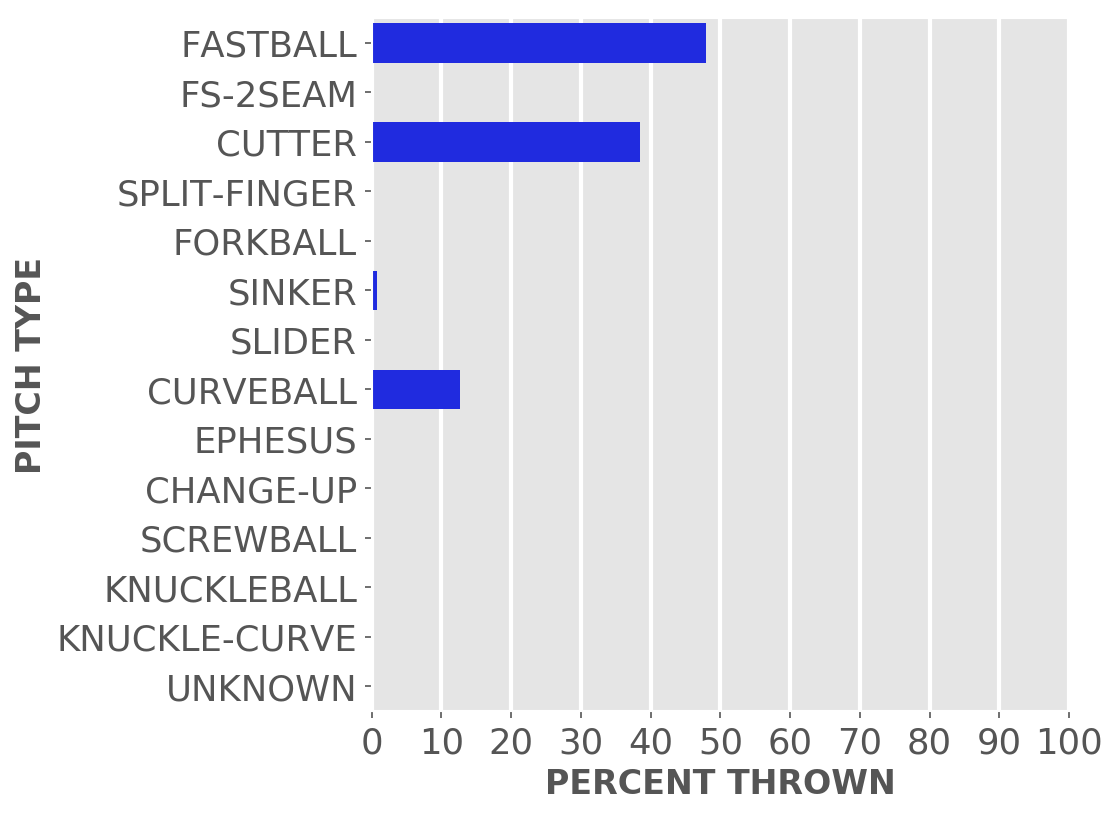 FASTBALL
FS-2SEAM
CUTTER
SPLIT-FINGER
FORKBALL
SINKER
SLIDER
CURVEBALL
EPHESUS
CHANGE-UP
SCREWBALL
KNUCKLEBALL
KNUCKLE-CURVE
UNKNOWN
PITCH TYPE
0 10 20 30 40 50 60 70 80 90 100
PERCENT THROWN